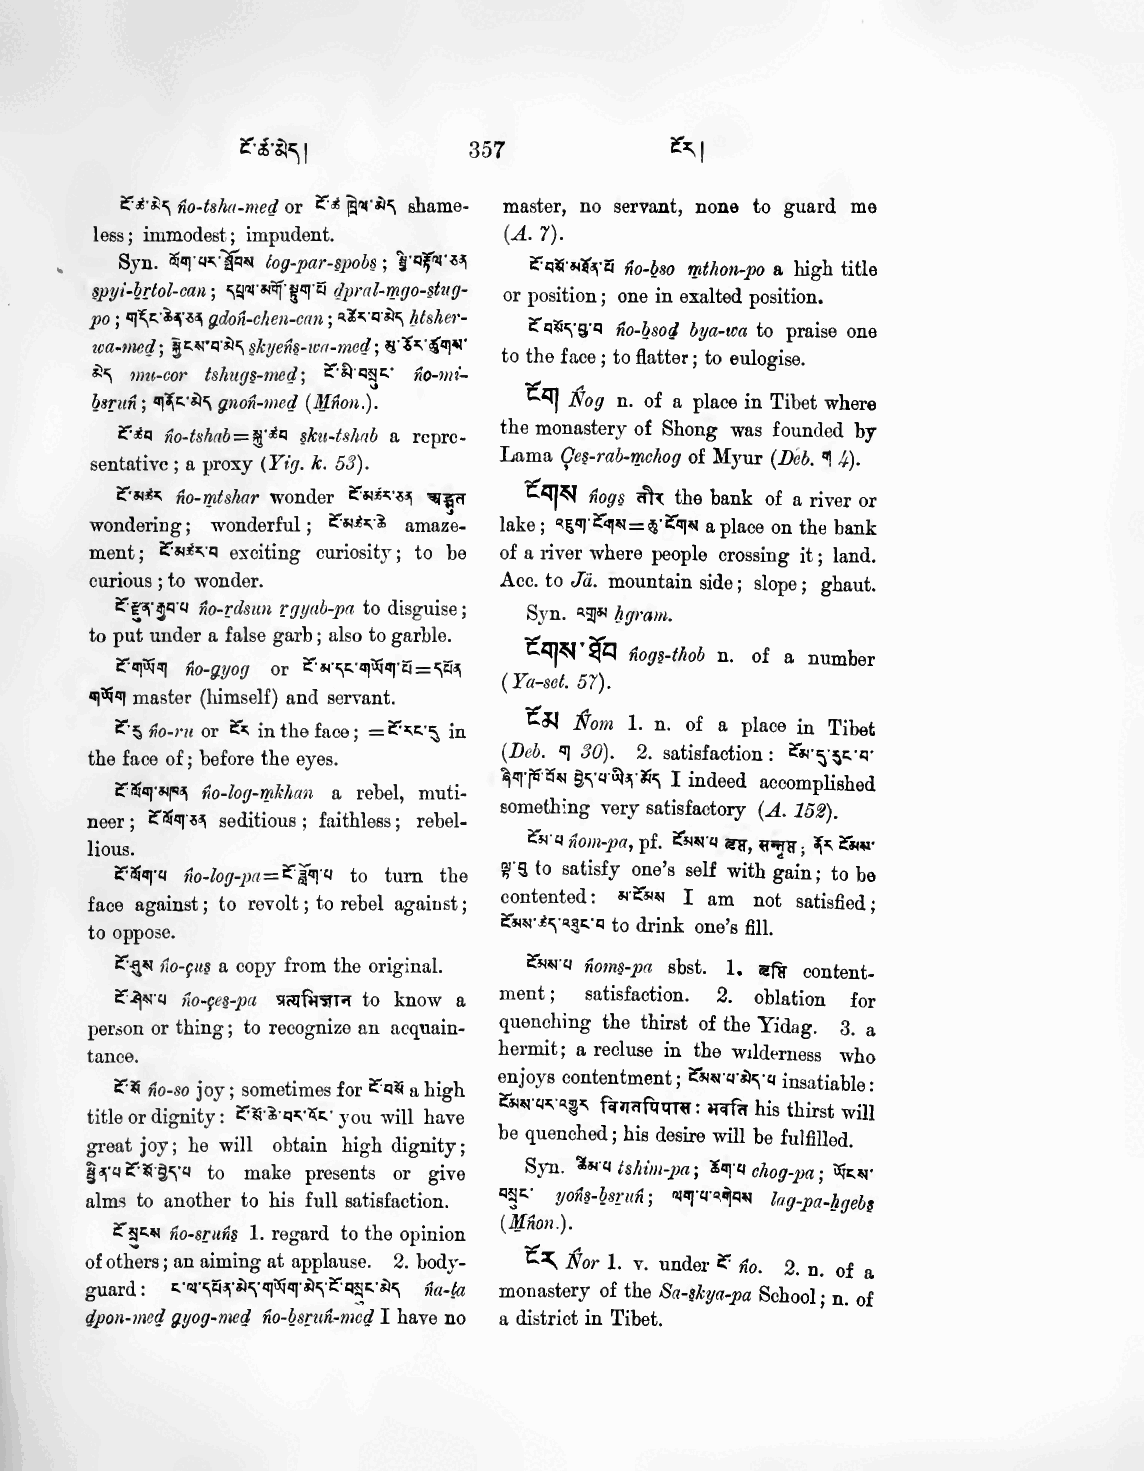 ངོ་ཚ་མེད། 357 ངོར།
ངོ་ཚ་མེད ño-tsha-med or ངོ་ཚ་ཁྲེལ་མེད shame-
less; immodest; impudent.
Syn. ལོག་པར་སྤོབས log-par-spobs; སྤྱི་བརྟོལ་ཅན
spyi-brtol-can; དཔྲལ་མགོ་སྟུག་པོ dpral-mgo-stug-
po; གདོང་ཆེན་ཅན gdoñ-chen-can; འཚེར་བ་མེད htsher-
wa-med; སྐྱེངས་བ་མེད skyeñs-wa-med; མུ་ཅོར་ཚུགས་
མེད mu-cor tshugs-med; ངོ་མི་བསྲུང་ ño-mi-
bsruñ; གནོང་མེད gnoñ-med (Mñon.).
ངོ་ཚབ ño-tshab=སྐུ་ཚབ sku-tshab a repre-
sentative; a proxy (Yig. k. 53).
ངོ་མཚར ño-mtshar wonder ངོ་མཚར་ཅན अद्भुत
wondering; wonderful; ངོ་མཚར་ཆེ amaze-
ment; ངོ་མཚར་བ exciting curiosity; to be
curious; to wonder.
ངོ་རྫུན་རྒྱབ་པ ño-rdsun rgyab-pa to disguise;
to put under a false garb; also to garble.
ངོ་གཡོག ño-gyog or ངོ་མ་དང་གཡོག་པོ=དཔོན
གཡོག master (himself) and servant.
ངོ་རུ ño-ru or ངོར in the face; =ངོ་རང་དུ in
the face of; before the eyes.
ངོ་ལོག་མཁན ño-log-mkhan a rebel, muti-
neer; ངོ་ལོག་ཅན seditious; faithless; rebel-
lious.
ངོ་ལོག་པ ño-log-pa=ངོ་ལྡོག་པ to turn the
face against; to revolt; to rebel against;
to oppose.
ངོ་ཤུས ño-çus a copy from the original.
ངོ་ཤེས་པ ño-çes-pa प्रत्यभिज्ञान to know a
person or thing; to recognize an acquain-
tance.
ངོ་སོ ño-so joy; sometimes for ངོ་བསོ a high
title or dignity: ངོ་སོ་ཆེ་བར་འོང་ you will have
great joy; he will obtain high dignity;
སྦྱིན་པ་ངོ་སོ་བྱེད་པ to make presents or give
alms to another to his full satisfaction.
ངོ་སྲུངས ño-sruñs 1. regard to the opinion
of others; an aiming at applause. 2. body-
guard: ང་ལ་དཔོན་མེད་གཡོག་མེད་ངོ་བསྲུང་མེད ña-la
dpon-med gyog-med ño-bsruñ-med I have no
master, no servant, none to guard me
(A. 7).
ངོ་བསོ་མཐོན་པོ ño-bso mthon-po a high title
or position; one in exalted position.
ངོ་བསོད་བྱ་བ ño-bsod bya-wa to praise one
to the face; to flatter; to eulogise.
ངོག Ñog n. of a place in Tibet where
the monastery of Shong was founded by
Lama Çes-rab-mchog of Myur (Deb. ག 4).
ངོགས ñogs तीर the bank of a river or
lake; འདྲུག་ངོགས=ཆུ་ངོགས a place on the bank
of a river where people crossing it; land.
Acc. to Jä. mountain side; slope; ghaut.
Syn. འགྲམ hgram.
ངོགས་ཐོབ ñogs-thob n. of a number
(Ya-sel. 57).
ངོམ Ñom 1. n. of a place in Tibet
(Deb. ག 30). 2. satisfaction: ངོམ་དུ་རུང་བ་
ཞིག་ཁོ་བོས་བྱེད་པ་ཡིན་མོད I indeed accomplished
something very satisfactory (A. 152).
ངོམ་པ ñom-pa, pf. ངོམས་པ तृप्त, सन्तृप्त; ནོར་ངོམས་
ལྟ་བུ to satisfy one's self with gain; to be
contented: མ་ངོམས I am not satisfied;
ངོམས་ཚད་འཐུང་བ to drink one's fill.
ངོམས་པ ñoms-pa sbst. 1. तृप्ति content-
ment; satisfaction. 2. oblation for
quenching the thirst of the Yidag. 3. a
hermit; a recluse in the wilderness who
enjoys contentment; ངོམས་པ་མེད་པ insatiable:
ངོམས་པར་འགྱུར विगतपिपासः भवति his thirst will
be quenched; his desire will be fulfilled.
Syn. ཚིམ་པ tshim-pa; ཆོག་པ chog-pa; ཡོངས་
བསྲུང་ yoñs-bsruñ; ལག་པ་འགེབས lag-pa-hgebs
(Mñon.).
ངོར Ñor 1. v. under ངོ་ ño. 2. n. of a
monastery of the Sa-skya-pa School; n. of
a district in Tibet.